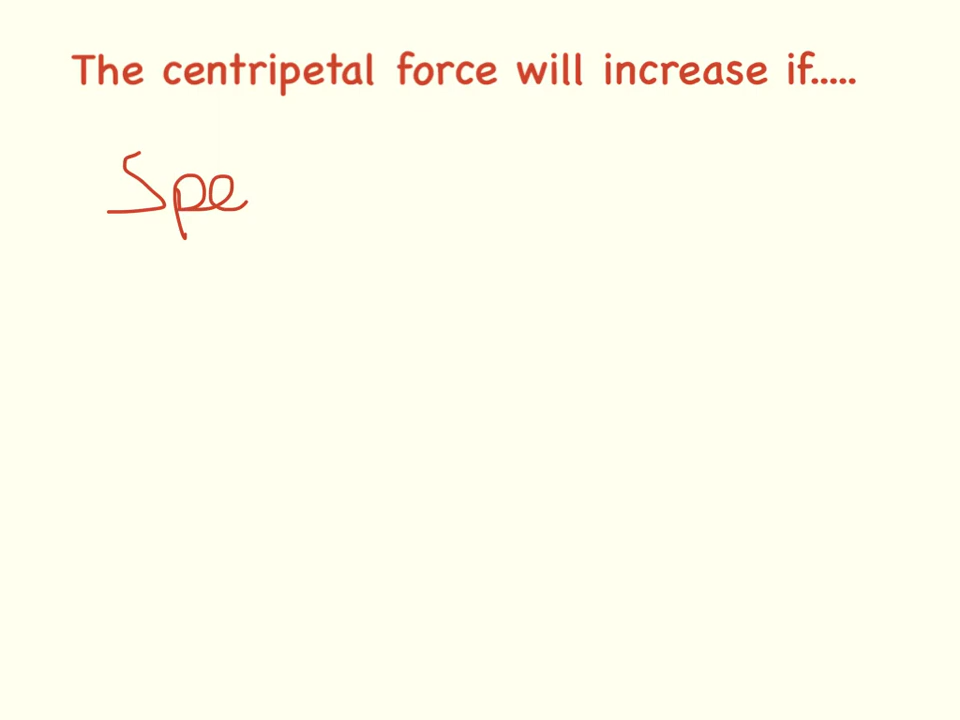 The centripetal force will increase if.....
Spe